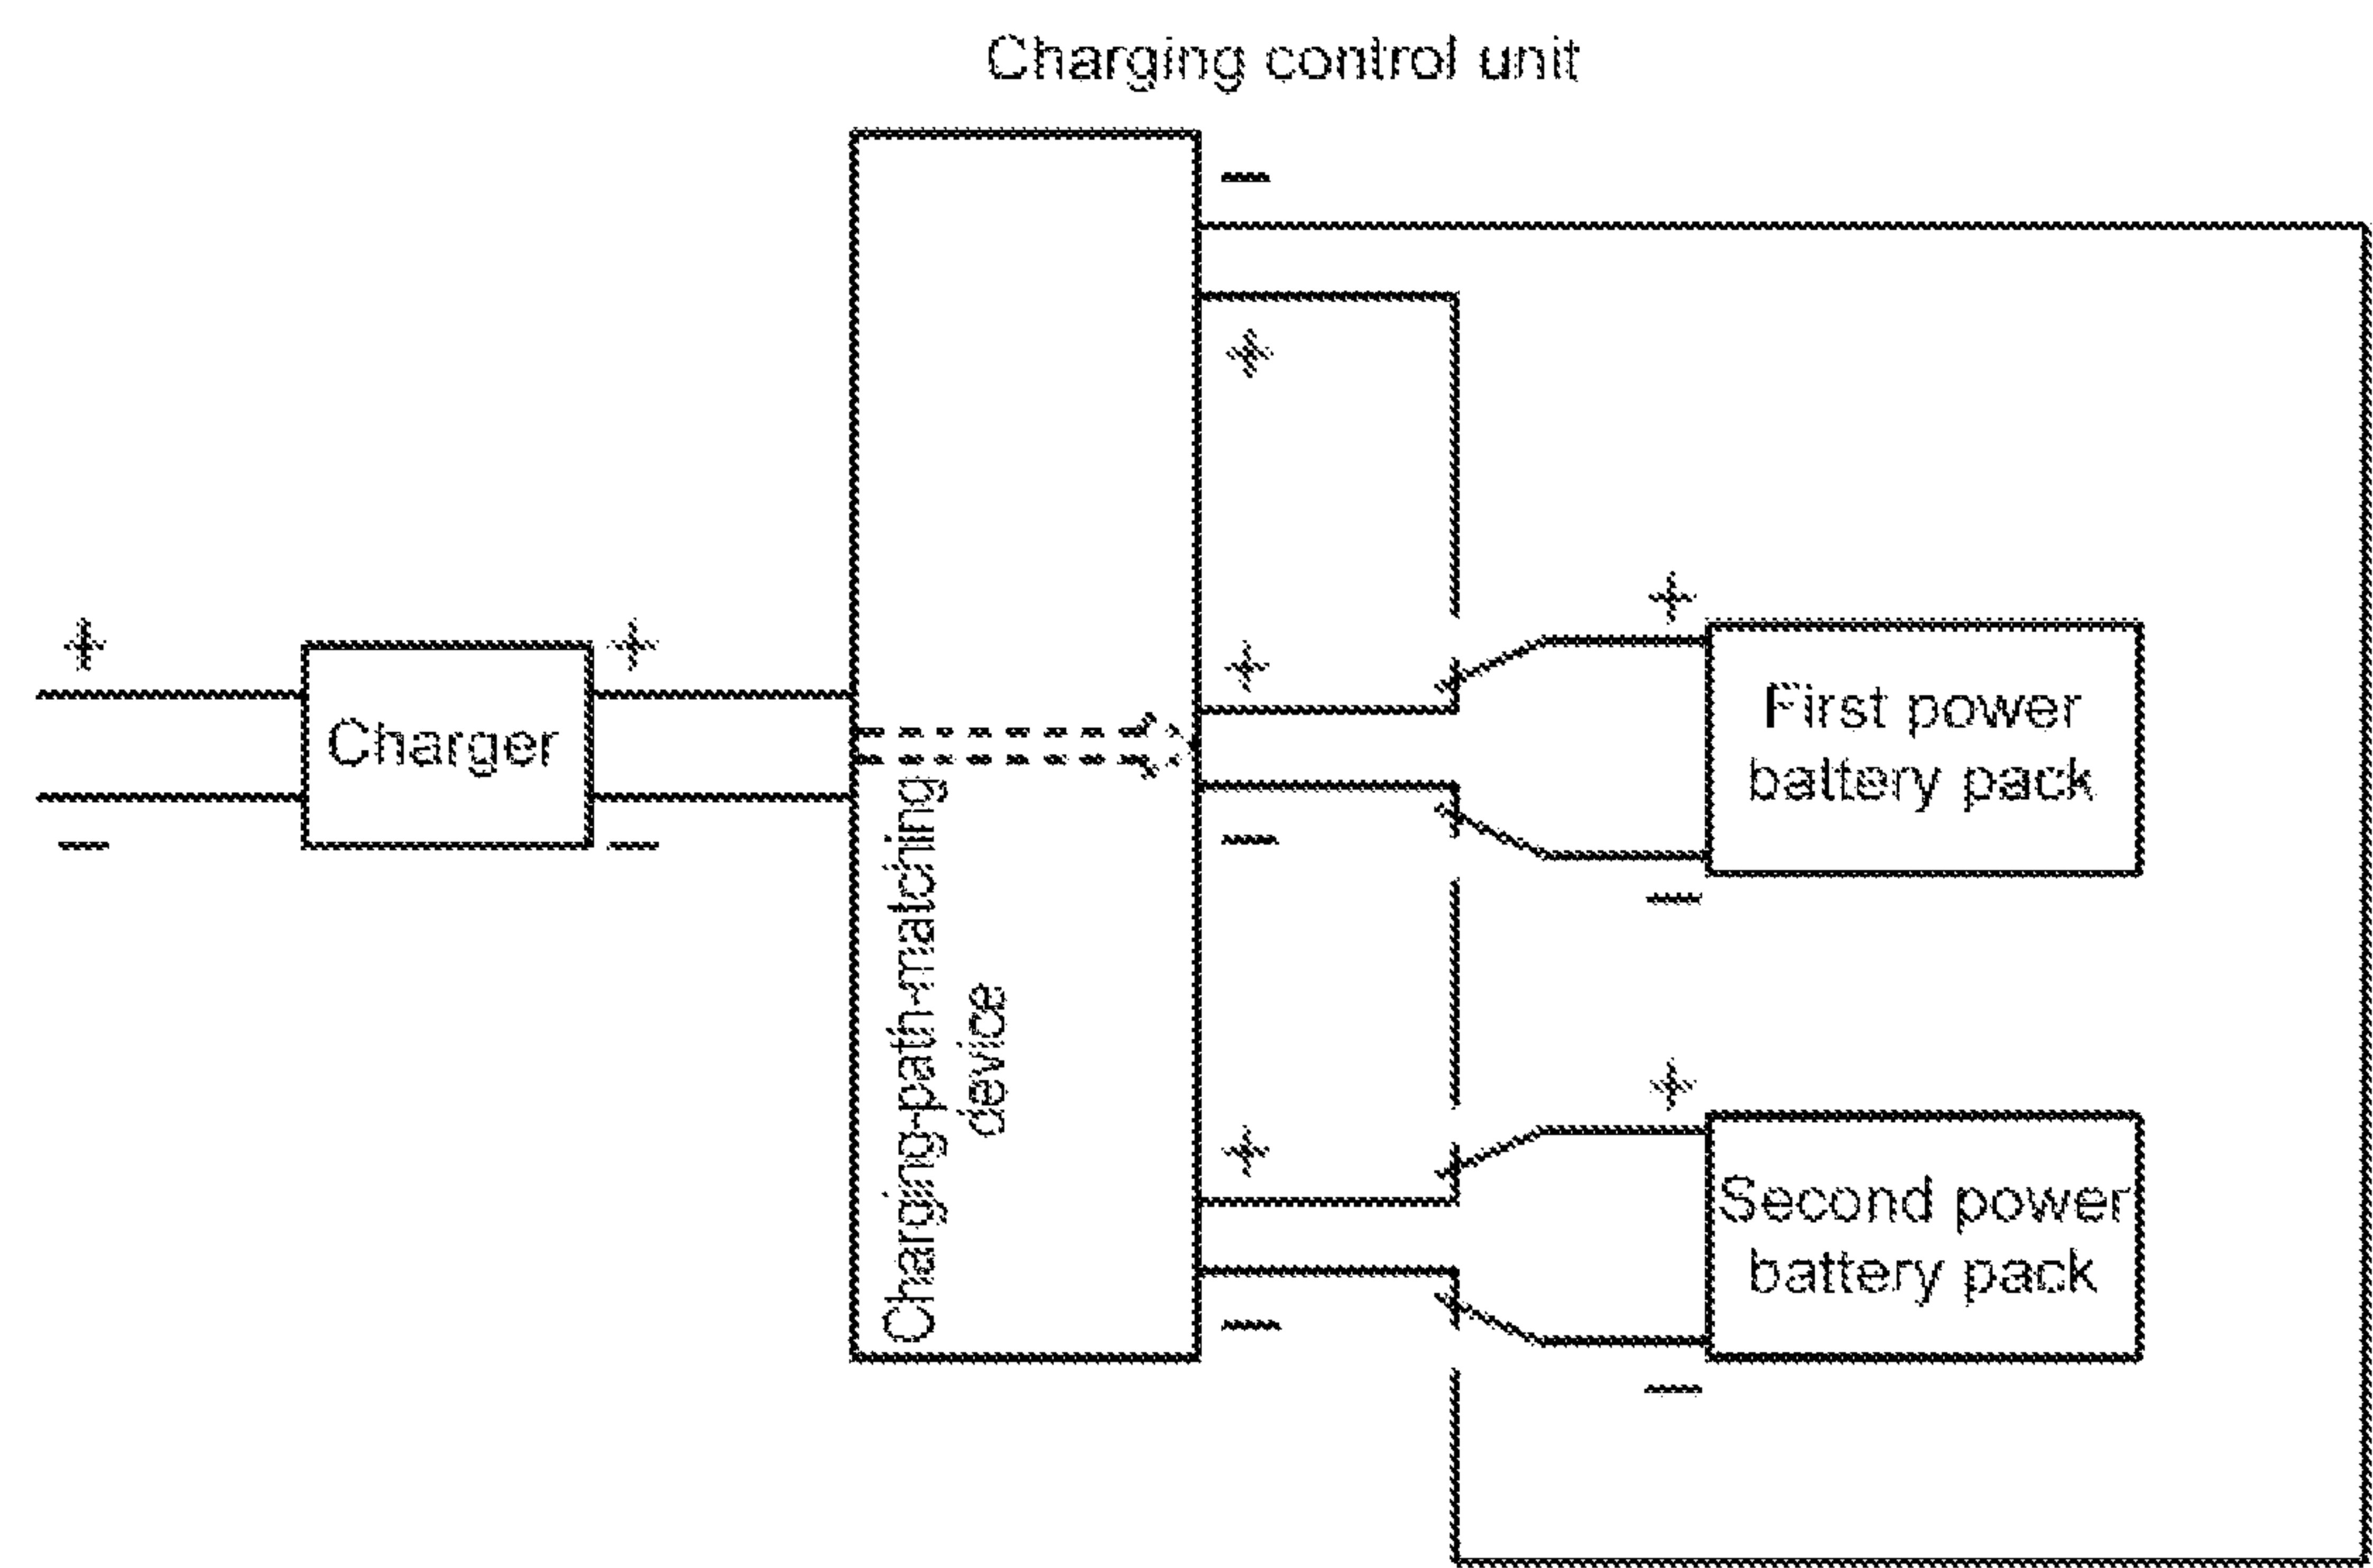 Charging control unit
−
+
+
+
+
+
Charger
First power
battery pack
−
−
−
−
Charging-path-matching
device
+
+
Second power
battery pack
−
−